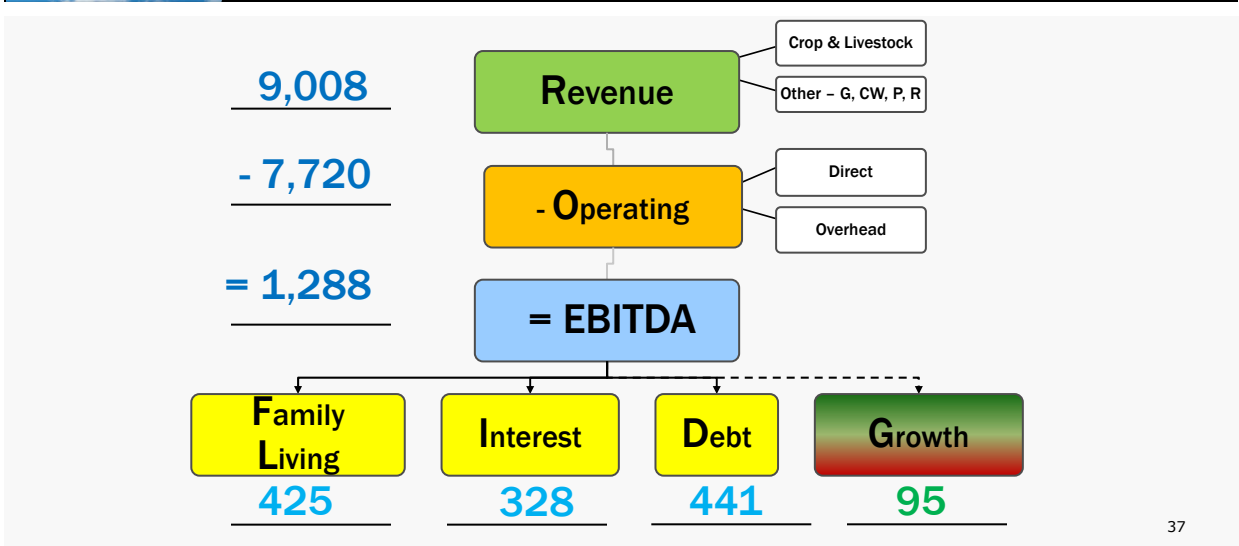 9,008
Revenue
Crop & Livestock
Other – G, CW, P, R
- 7,720
- Operating
Direct
Overhead
= 1,288
= EBITDA
Family
Living
Interest
Debt
Growth
425
328
441
95
37